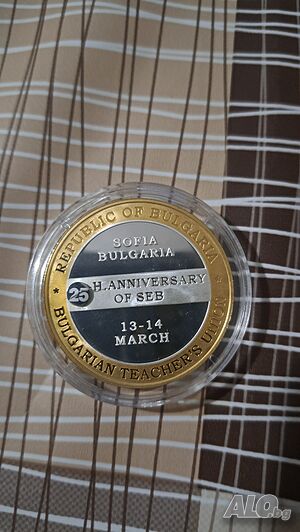 REPUBLIC OF BULGARIA
SOFIA
BULGARIA
25 H.ANNIVERSARY
OF SEB
13-14
MARCH
BULGARIAN TEACHER'S UNION
ALO.bg